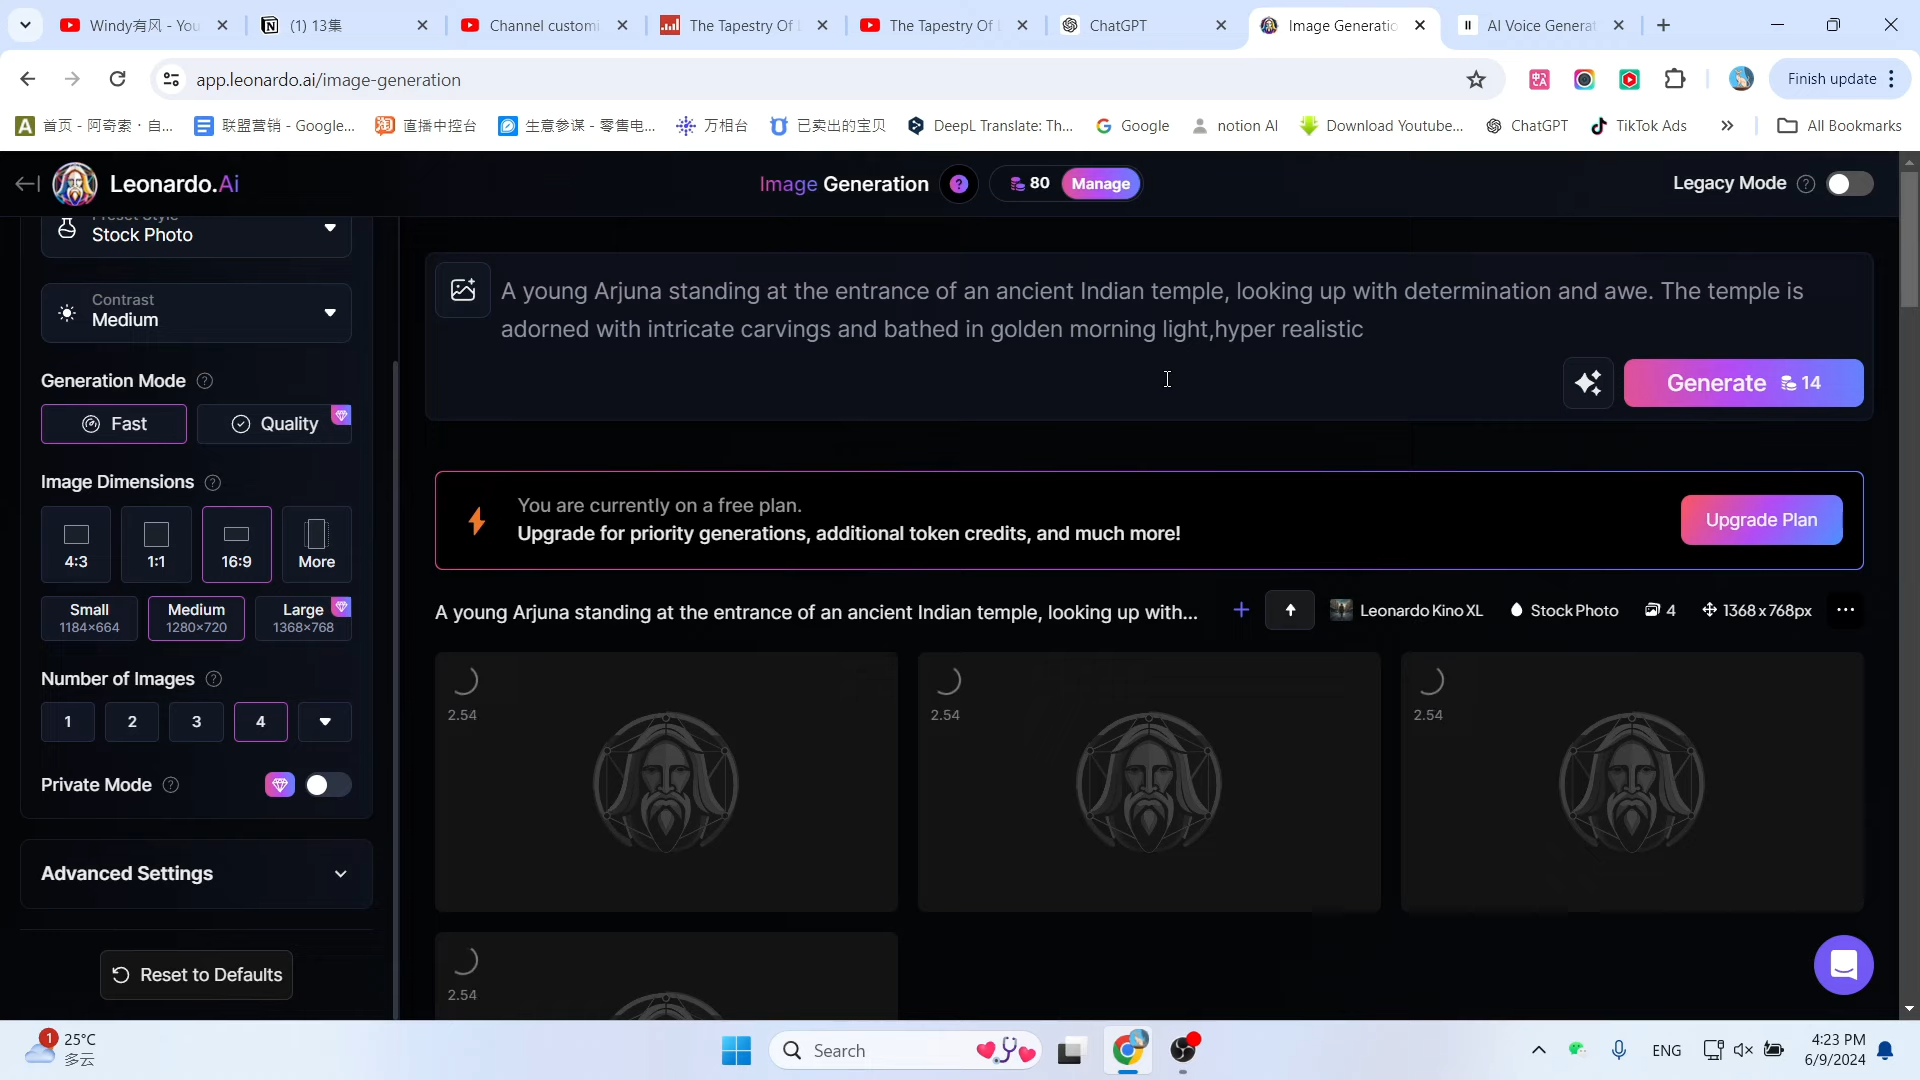 Windy有风 - You
(1) 13集
Channel customi
The Tapestry Of L
The Tapestry Of L
ChatGPT
Image Generatio
AI Voice Generat
app.leonardo.ai/image-generation
Finish update
首页 - 阿奇索 · 自...
联盟营销 - Google...
直播中控台
生意参谋 - 零售电...
万相台
已卖出的宝贝
DeepL Translate: Th...
Google
notion AI
Download Youtube...
ChatGPT
TikTok Ads
All Bookmarks
Leonardo.Ai
Image Generation
80
Manage
Legacy Mode
Stock Photo
Contrast
Medium
Generation Mode
Fast
Quality
Image Dimensions
4:3
1:1
16:9
More
Small
1184×664
Medium
1280×720
Large
1368×768
Number of Images
1
2
3
4
Private Mode
Advanced Settings
Reset to Defaults
A young Arjuna standing at the entrance of an ancient Indian temple, looking up with determination and awe. The temple is
adorned with intricate carvings and bathed in golden morning light,hyper realistic
Generate 14
You are currently on a free plan.
Upgrade for priority generations, additional token credits, and much more!
Upgrade Plan
A young Arjuna standing at the entrance of an ancient Indian temple, looking up with...
Leonardo Kino XL
Stock Photo
4
1368 x 768px
2.54
2.54
2.54
2.54
1
25°C
多云
Search
ENG
4:23 PM
6/9/2024